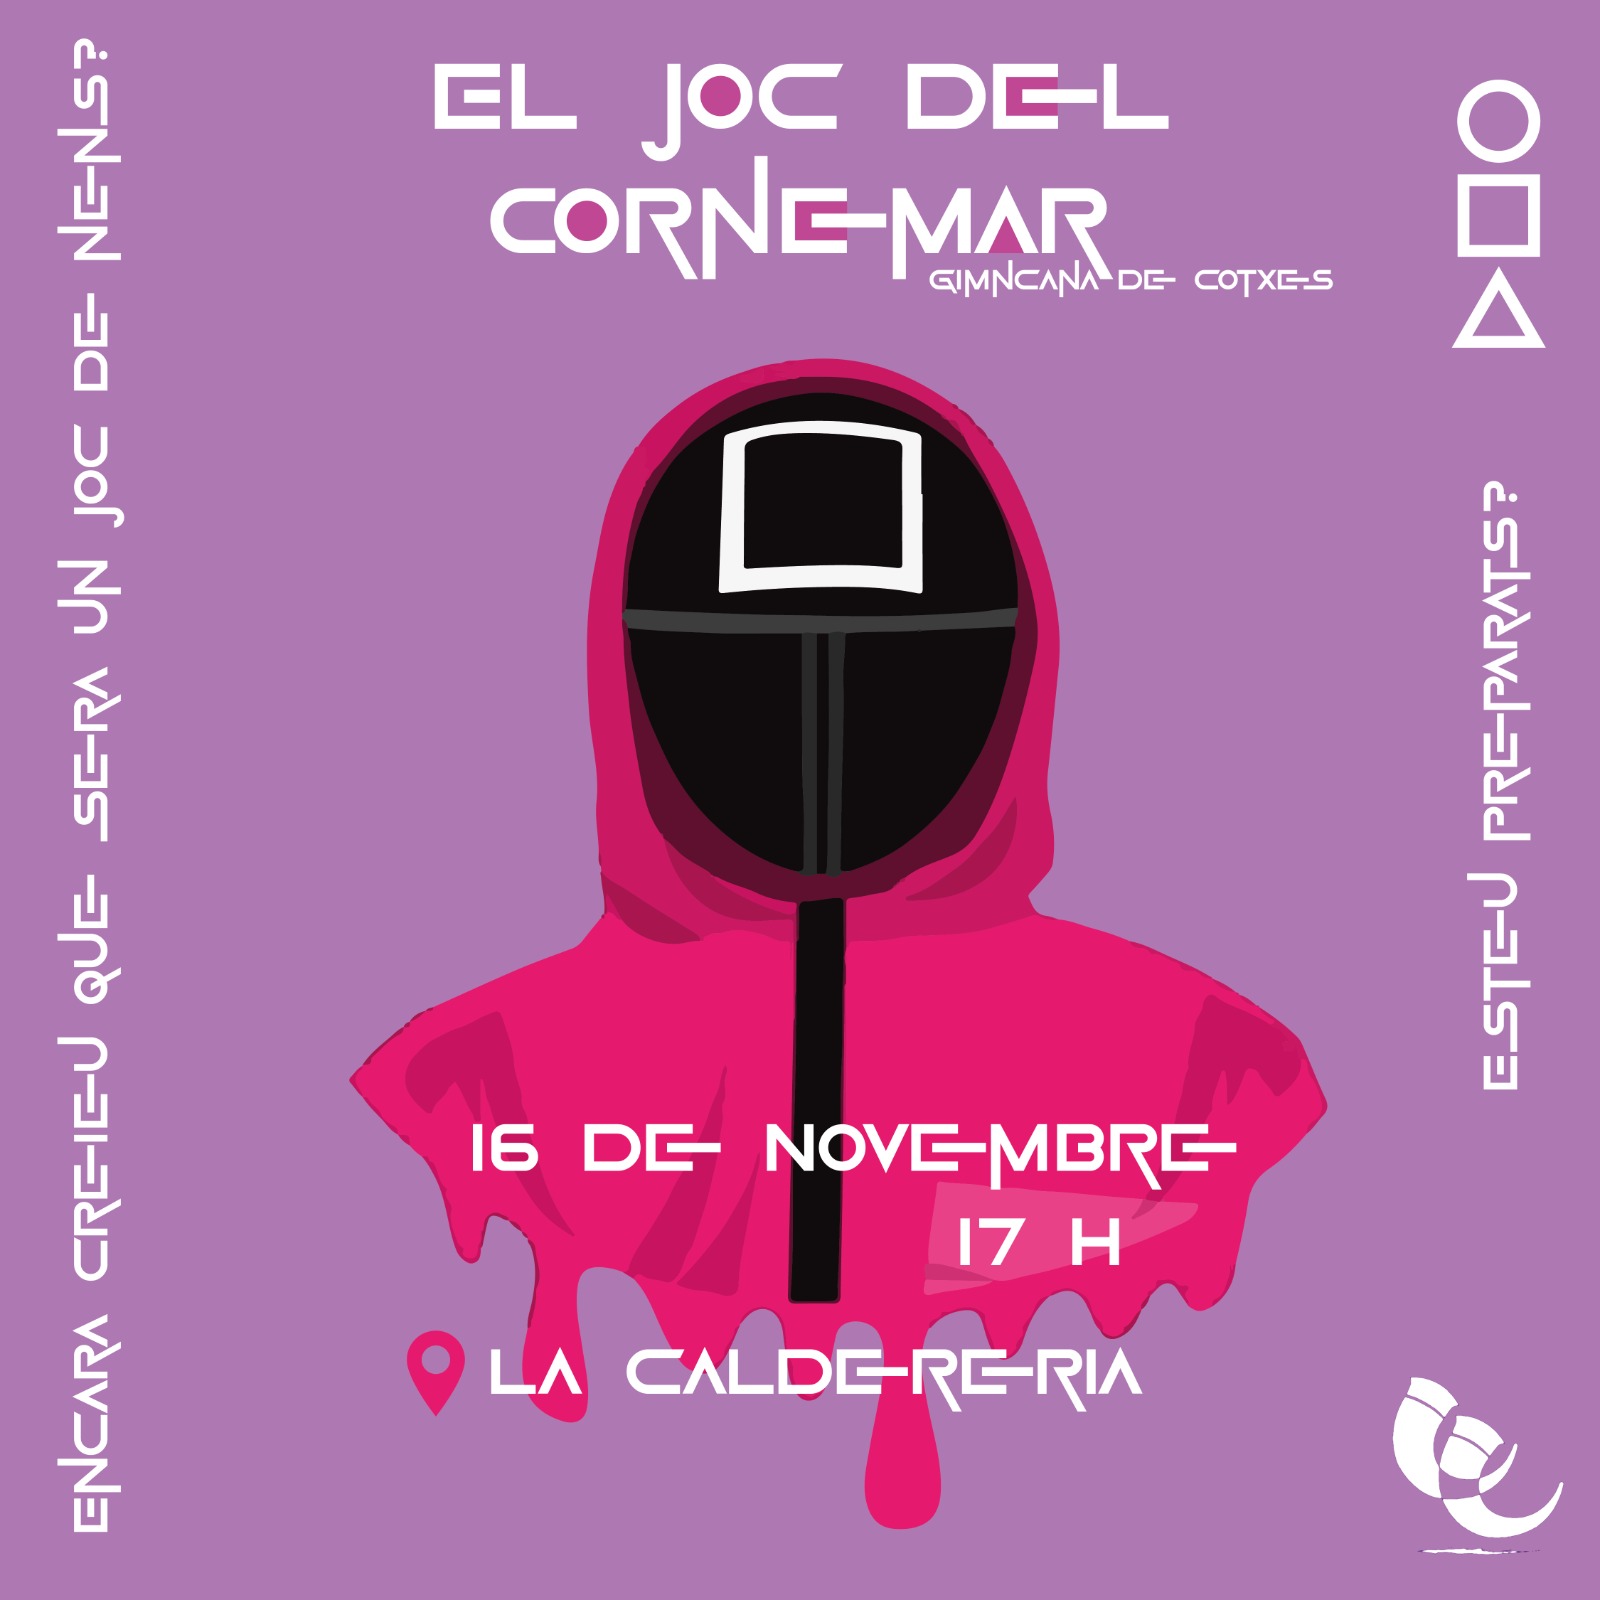 EL JOC DEL
CORNEMAR
GIMNCANA DE COTXES
ENCARA CREIEU QUE SERA UN JOC DE NENS?
ESTEU PREPARATS?
16 DE NOVEMBRE
17 H
LA CALDERERIA